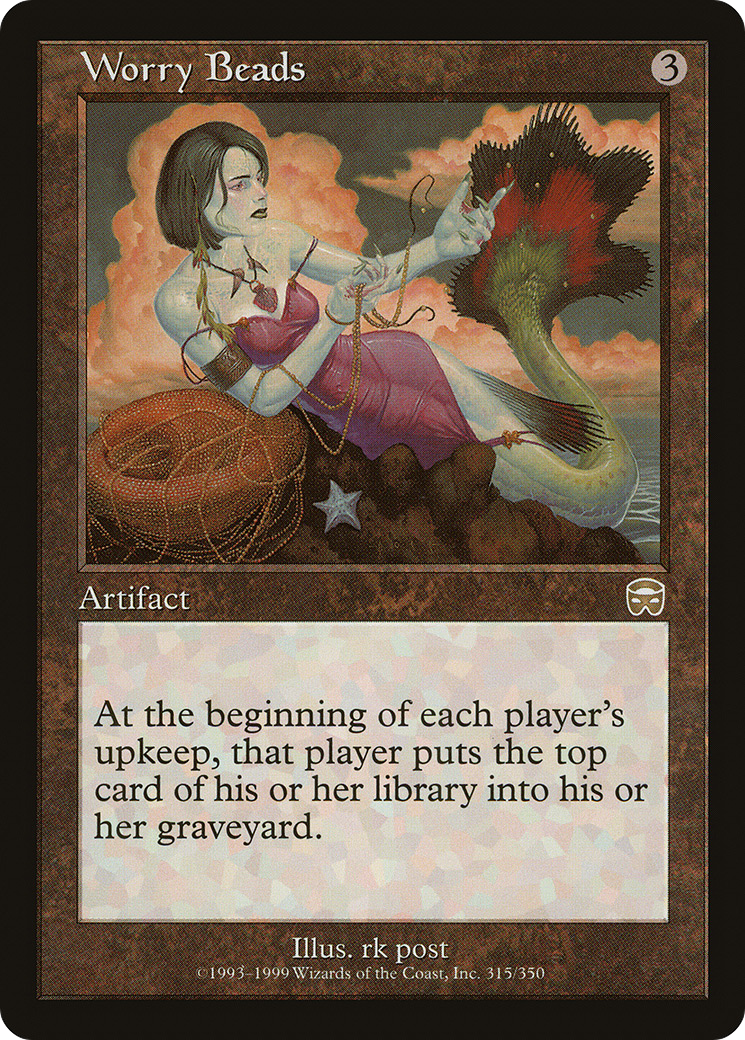 Worry Beads
3
Artifact
At the beginning of each player's
upkeep, that player puts the top
card of his or her library into his or
her graveyard.
Illus. rk post
©1993–1999 Wizards of the Coast, Inc. 315/350